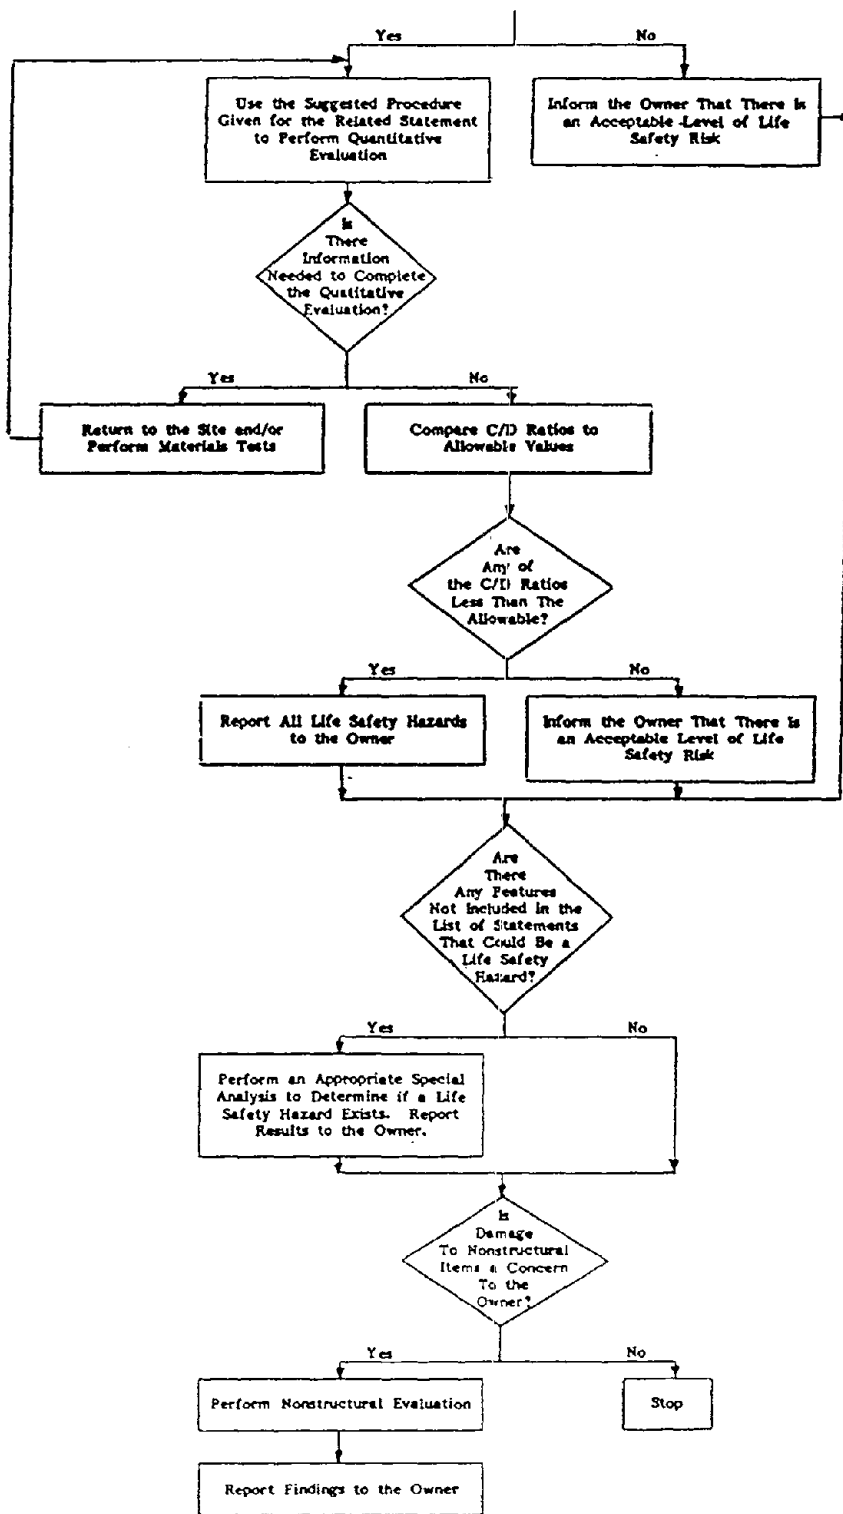 Yes
No
Use the Suggested Procedure
Given for the Related Statement
to Perform Quantitative
Evaluation
Inform the Owner That There is
an Acceptable Level of Life
Safety Risk
Is
There
Information
Needed to Complete
the Quatitative
Evaluation?
Yes
No
Return to the Site and/or
Perform Materials Tests
Compare C/D Ratios to
Allowable Values
Are
Any of
the C/D Ratios
Less Than The
Allowable?
Yes
No
Report All Life Safety Hazards
to the Owner
Inform the Owner That There is
an Acceptable Level of Life
Safety Risk
Are
There
Any Features
Not Included in the
List of Statements
That Could Be a
Life Safety
Hazard?
Yes
No
Perform an Appropriate Special
Analysis to Determine if a Life
Safety Hazard Exists. Report
Results to the Owner.
Is
Damage
To Nonstructural
Items a Concern
To the
Owner?
Yes
No
Perform Nonstructural Evaluation
Stop
Report Findings to the Owner